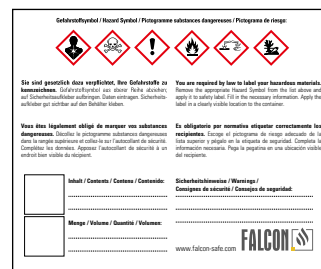 Gefahrstoffsymbol / Hazard Symbol / Pictogramme substances dangereuses / Pictograma de riesgo:
Sie sind gesetzlich dazu verpflichtet, Ihre Gefahrstoffe zu
kennzeichnen. Gefahrstoffsymbol aus obiger Reihe abziehen,
auf Sicherheitsaufkleber aufbringen. Daten eintragen. Sicherheits-
aufkleber gut sichtbar auf den Behälter kleben.
You are required by law to label your hazardous materials.
Remove the appropriate Hazard Symbol from the list above and
apply it to safety label. Fill in the necessary information. Apply the
label in a clearly visible location to the container.
Vous êtes légalement obligé de marquer vos substances
dangereuses. Décollez le pictogramme substances dangereuses
dans la rangée supérieure et collez-le sur l'autocollant de sécurité.
Complétez les données. Apposez l'autocollant de sécurité à un
endroit bien visible du récipient.
Es obligatorio por normativa etiquetar correctamente los
recipientes. Escoge el pictograma de riesgo adecuado de la
lista superior y pégalo en la etiqueta de seguridad. Completa la
información necesaria. Pega la pegatina en una ubicación visible
del recipiente.
Inhalt / Contents / Contenu / Contenido:
Menge / Volume / Quantité / Volumen:
Sicherheitshinweise / Warnings /
Consignes de sécurité / Consejos de seguridad:
www.falcon-safe.com
FALCON